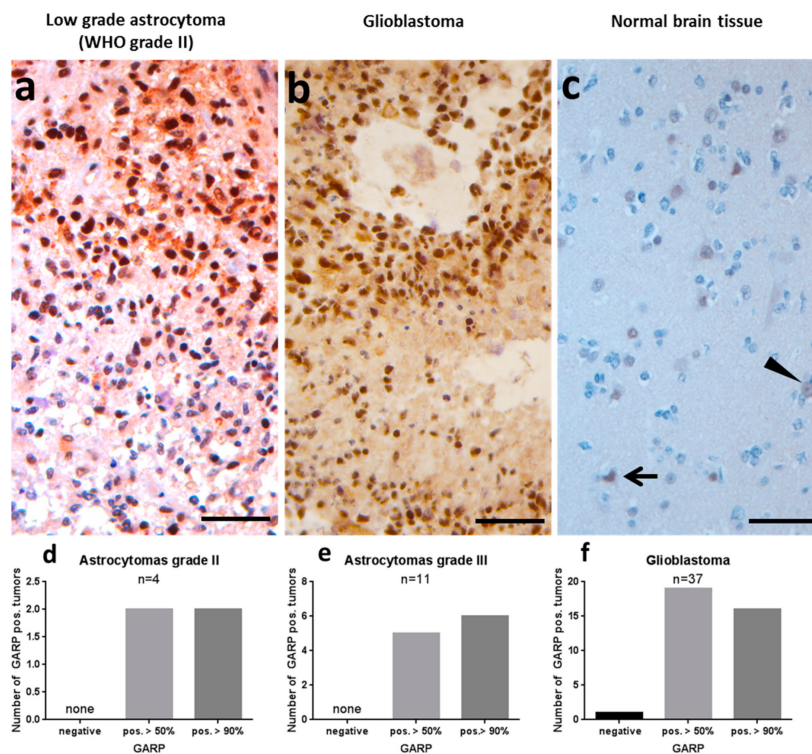 Low grade astrocytoma
(WHO grade II)
Glioblastoma
Normal brain tissue
a
b
c
d
Astrocytomas grade II
n=4
Number of GARP pos. tumors
2.5
2.0
1.5
1.0
0.5
0.0
none
negative
pos. > 50%
pos. > 90%
GARP
e
Astrocytomas grade III
n=11
Number of GARP pos. tumors
8
6
4
2
0
none
negative
pos. > 50%
pos.> 90%
GARP
f
Glioblastoma
n=37
Number of GARP pos. tumors
20
15
10
5
0
negative
pos. > 50%
pos. > 90%
GARP